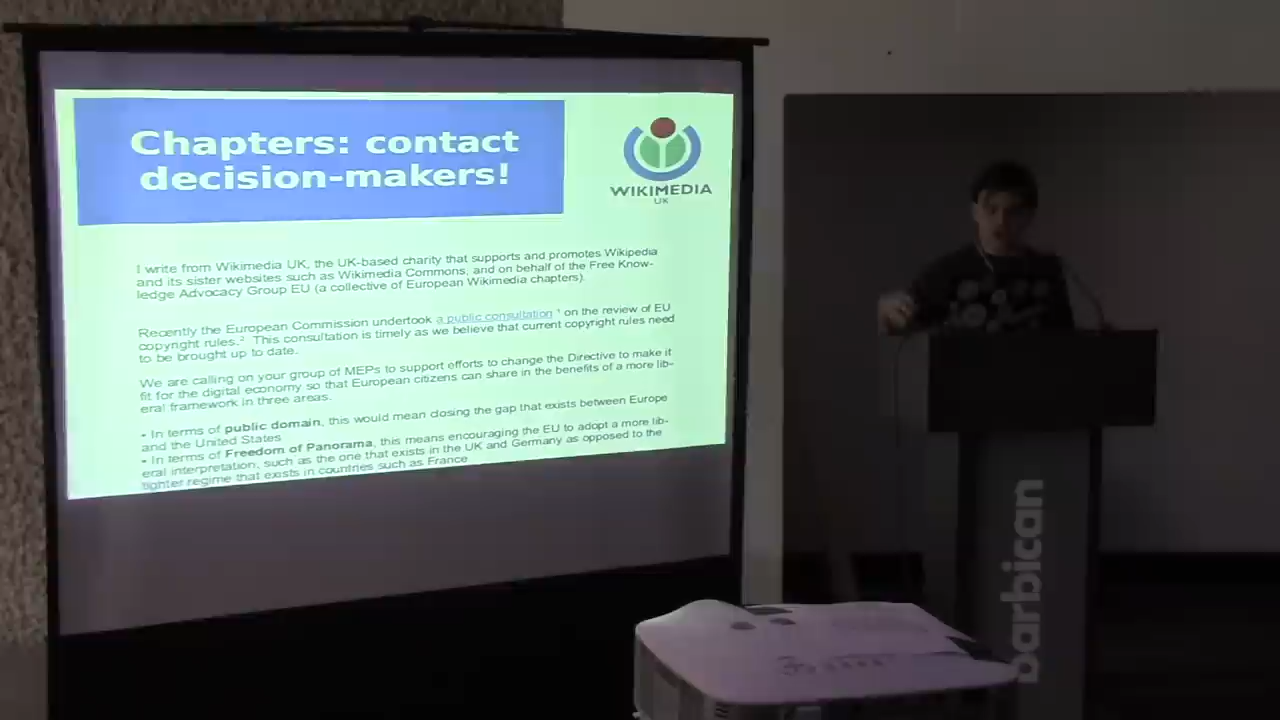 Chapters: contact
decision-makers!
WIKIMEDIA
UK
I write from Wikimedia UK, the UK-based charity that supports and promotes Wikipedia
and its sister websites such as Wikimedia Commons, and on behalf of the Free Know-
ledge Advocacy Group EU (a collective of European Wikimedia chapters).
Recently the European Commission undertook a public consultation ¹ on the review of EU
copyright rules.² This consultation is timely as we believe that current copyright rules need
to be brought up to date.
We are calling on your group of MEPs to support efforts to change the Directive to make it
fit for the digital economy so that European citizens can share in the benefits of a more lib-
eral framework in three areas.
• In terms of public domain, this would mean closing the gap that exists between Europe
and the United States
• In terms of Freedom of Panorama, this means encouraging the EU to adopt a more lib-
eral interpretation, such as the one that exists in the UK and Germany as opposed to the
tighter regime that exists in countries such as France
barbican